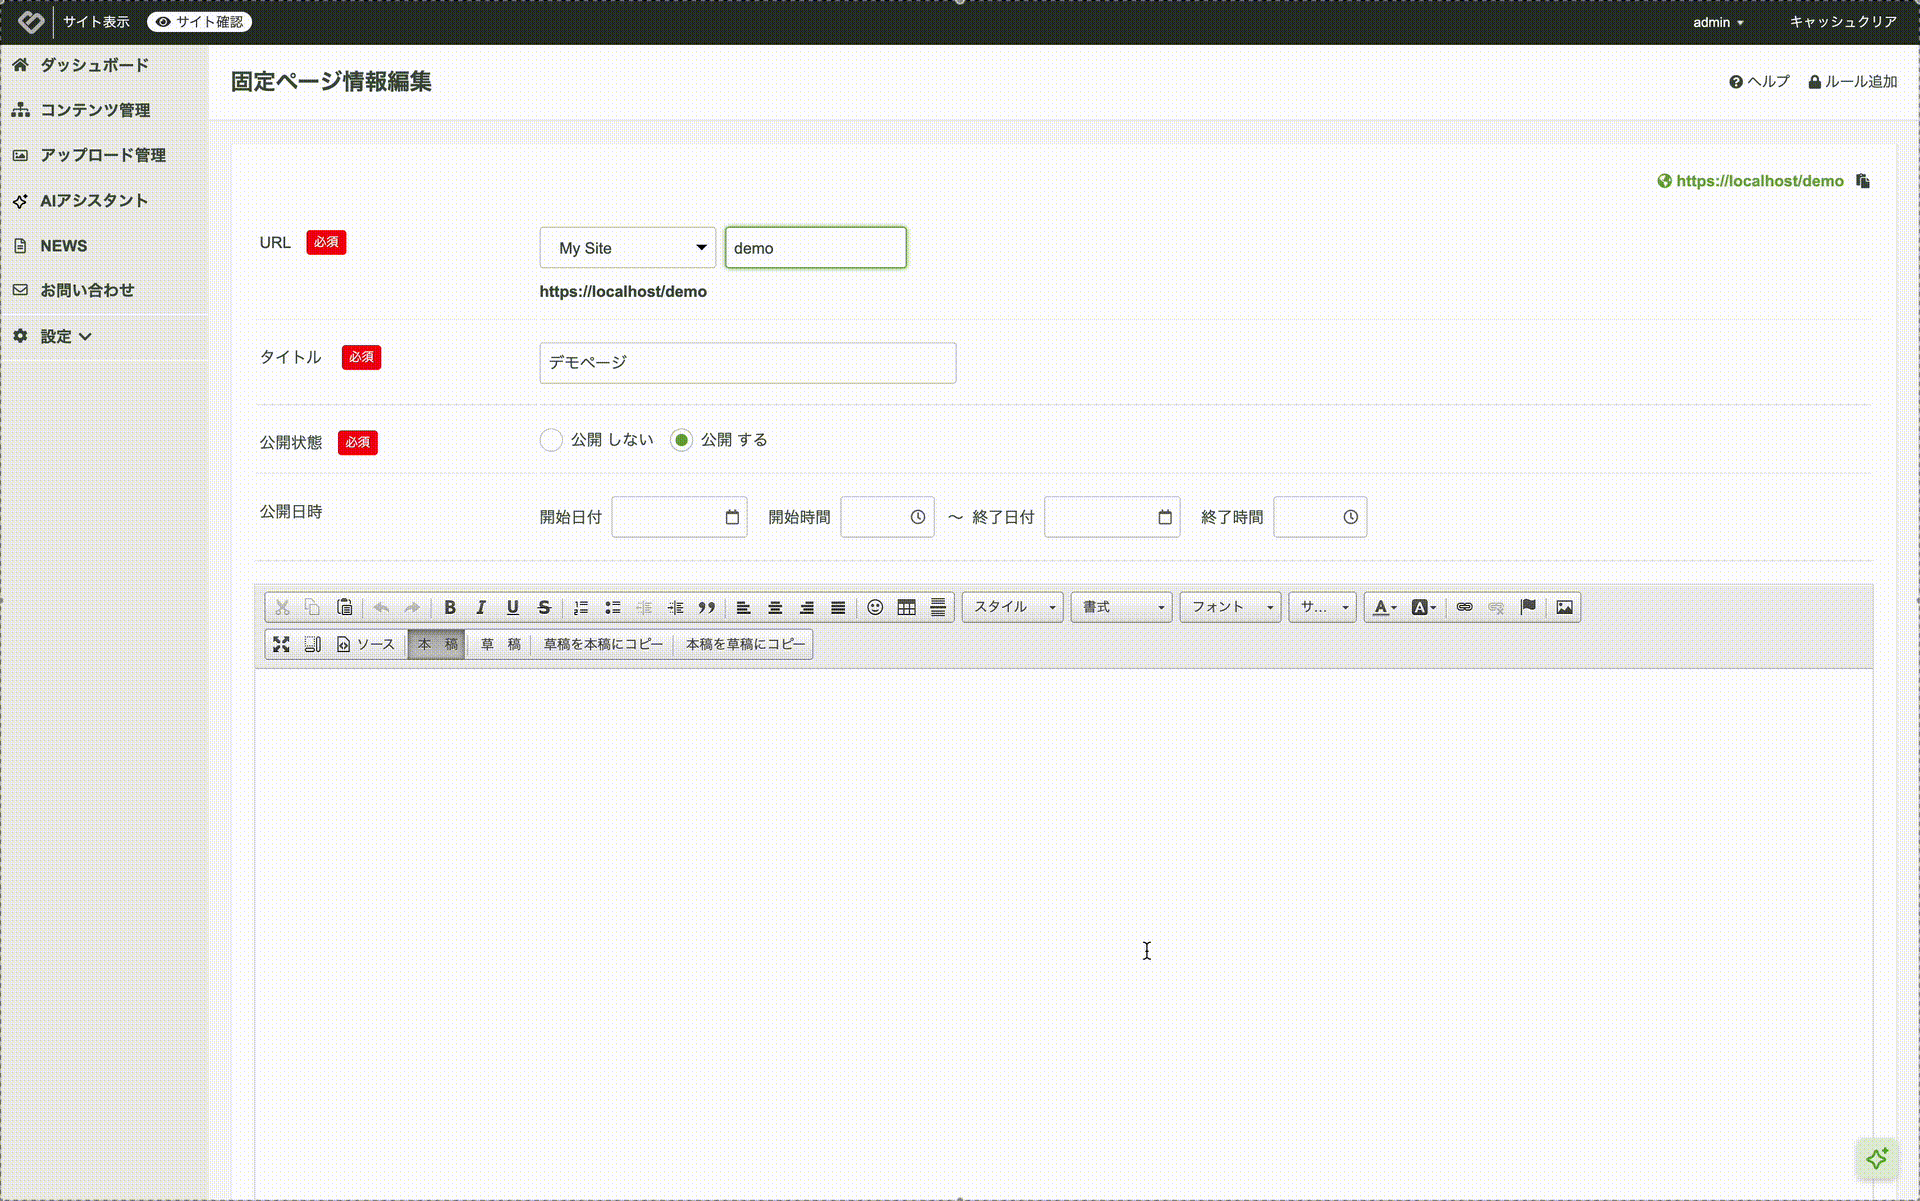 サイト表示 サイト確認 admin キャッシュクリア
ダッシュボード
コンテンツ管理
アップロード管理
AIアシスタント
NEWS
お問い合わせ
設定
固定ページ情報編集 ヘルプ ルール追加
https://localhost/demo
URL 必須 My Site demo
https://localhost/demo
タイトル 必須 デモページ
公開状態 必須 公開 しない 公開 する
公開日時 開始日付 開始時間 ～ 終了日付 終了時間
B I U S スタイル 書式 フォント サ... A A
ソース 本 稿 草 稿 草稿を本稿にコピー 本稿を草稿にコピー